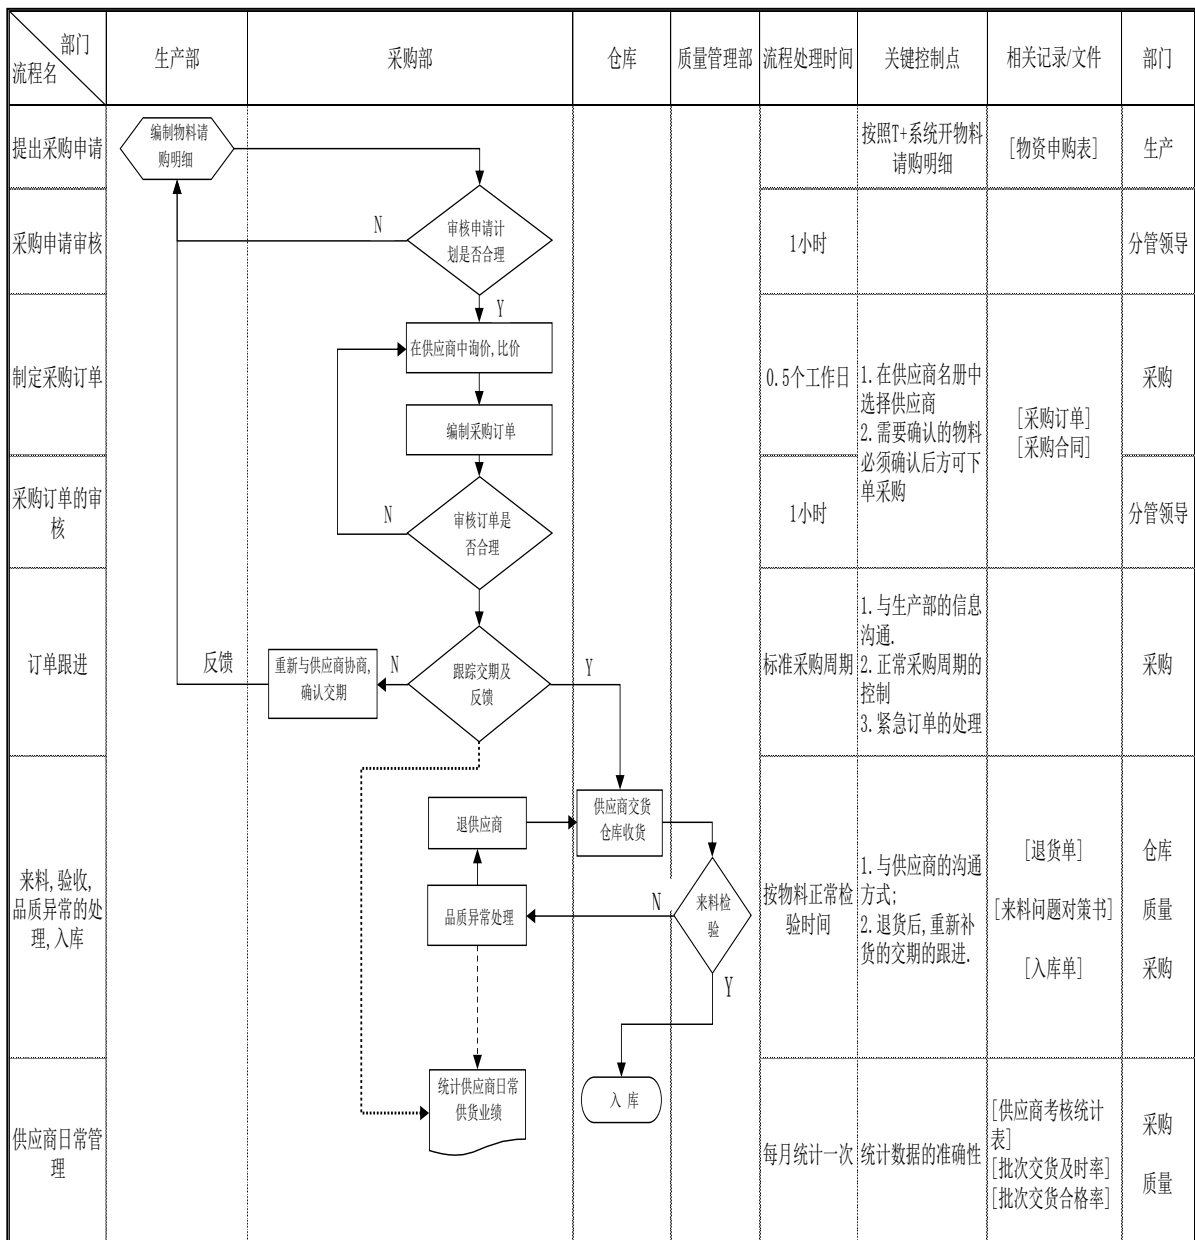 部门
流程名
生产部
采购部
仓库
质量管理部
流程处理时间
关键控制点
相关记录/文件
部门
提出采购申请
编制物料请
购明细
按照T+系统开物料
请购明细
[物资申购表]
生产
采购申请审核
N
审核申请计
划是否合理
1小时
分管领导
Y
制定采购订单
在供应商中询价,比价
编制采购订单
0.5个工作日
1.在供应商名册中
选择供应商
2.需要确认的物料
必须确认后方可下
单采购
[采购订单]
[采购合同]
采购
采购订单的审
核
N
审核订单是
否合理
1小时
分管领导
订单跟进
反馈
重新与供应商协商,
确认交期
N
跟踪交期及
反馈
Y
标准采购周期
1.与生产部的信息
沟通.
2.正常采购周期的
控制
3.紧急订单的处理
采购
来料,验收,
品质异常的处
理,入库
退供应商
供应商交货
仓库收货
品质异常处理
N
来料检
验
Y
按物料正常检
验时间
1.与供应商的沟通
方式;
2.退货后,重新补
货的交期的跟进.
[退货单]
[来料问题对策书]
[入库单]
仓库
质量
采购
供应商日常管
理
统计供应商日常
供货业绩
入 库
每月统计一次
统计数据的准确性
[供应商考核统计
表]
[批次交货及时率]
[批次交货合格率]
采购
质量